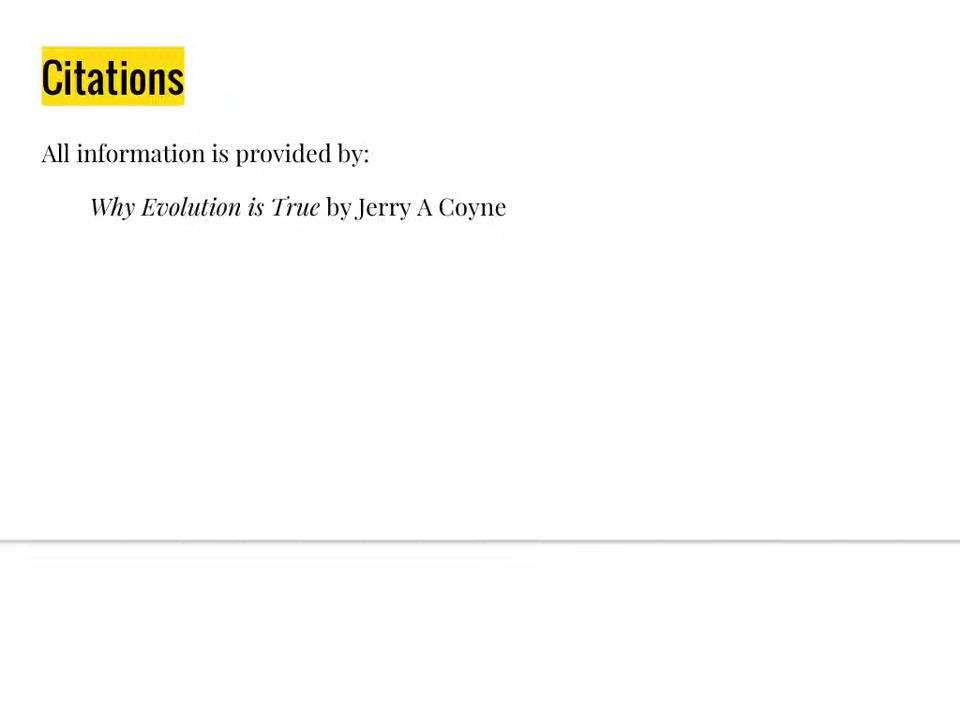 Citations
All information is provided by:
Why Evolution is True by Jerry A Coyne